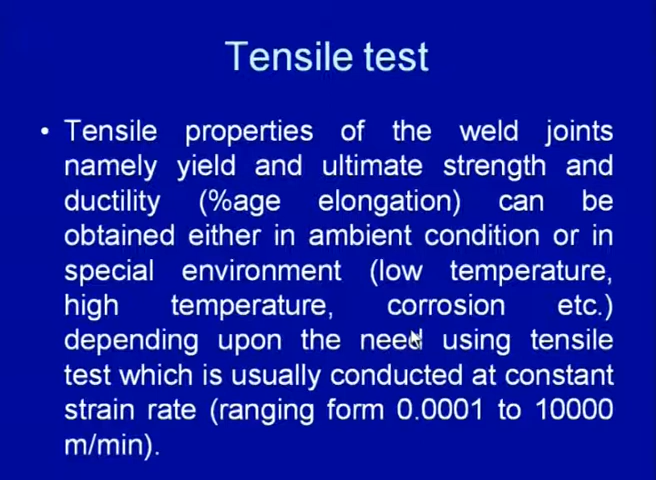 Tensile test
• Tensile properties of the weld joints
namely yield and ultimate strength and
ductility (%age elongation) can be
obtained either in ambient condition or in
special environment (low temperature,
high temperature, corrosion etc.)
depending upon the need using tensile
test which is usually conducted at constant
strain rate (ranging form 0.0001 to 10000
m/min).